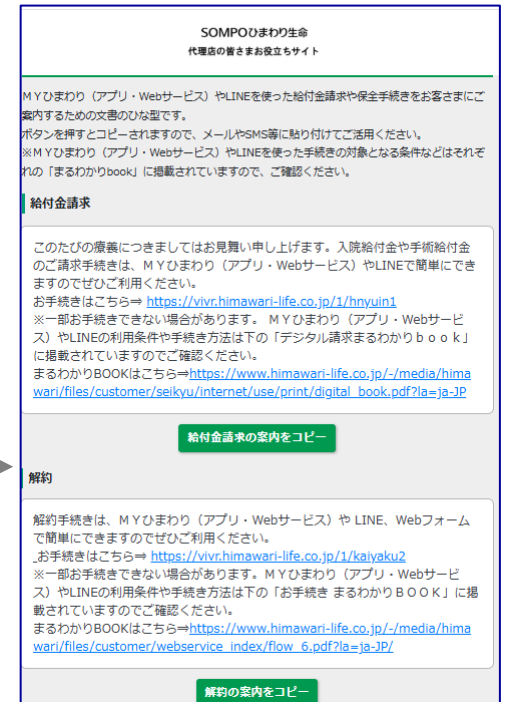 SOMPOひまわり生命
代理店の皆さまお役立ちサイト
ＭＹひまわり（アプリ・Webサービス）やLINEを使った給付金請求や保全手続きをお客さまにご
案内するための文書のひな型です。
ボタンを押すとコピーされますので、メールやSMS等に貼り付けてご活用ください。
※ＭＹひまわり（アプリ・Webサービス）やLINEを使った手続きの対象となる条件などはそれぞ
れの「まるわかりbook」に掲載されていますので、ご確認ください。
給付金請求
このたびの療養につきましてはお見舞い申し上げます。入院給付金や手術給付金
のご請求手続きは、ＭＹひまわり（アプリ・Webサービス）やLINEで簡単にでき
ますのでぜひご利用ください。
お手続きはこちら⇒ https://vivr.himawari-life.co.jp/1/hnyuin1
※一部お手続きできない場合があります。 ＭＹひまわり（アプリ・Webサービ
ス）やLINEの利用条件や手続き方法は下の「デジタル請求まるわかりｂｏｏｋ」
に掲載されていますのでご確認ください。
まるわかりBOOKはこちら⇒https://www.himawari-life.co.jp/-/media/hima
wari/files/customer/seikyu/internet/use/print/digital_book.pdf?la=ja-JP
給付金請求の案内をコピー
解約
解約手続きは、ＭＹひまわり（アプリ・Webサービス）や LINE、Webフォーム
で簡単にできますのでぜひご利用ください。
_お手続きはこちら⇒ https://vivr.himawari-life.co.jp/1/kaiyaku2
※一部お手続きできない場合があります。ＭＹひまわり（アプリ・Webサービ
ス）やLINEの利用条件や手続き方法は下の「お手続き まるわかりＢＯＯＫ」に掲
載されていますのでご確認ください。
まるわかりBOOKはこちら⇒https://www.himawari-life.co.jp/-/media/hima
wari/files/customer/webservice_index/flow_6.pdf?la=ja-JP/
解約の案内をコピー